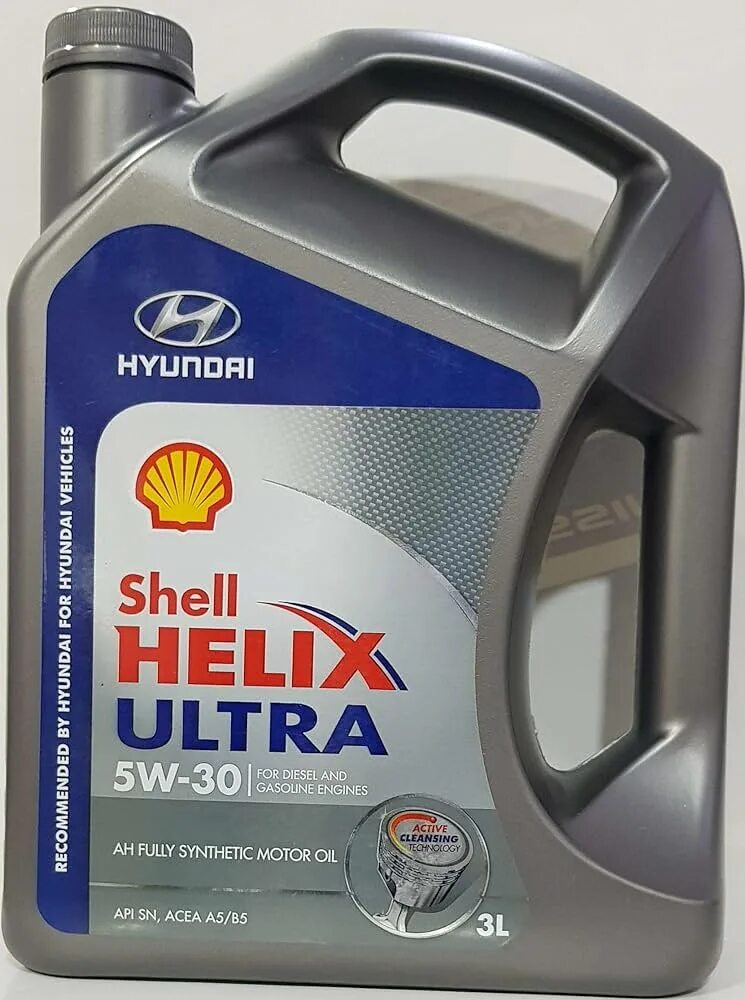 HYUNDAI
RECOMMENDED BY HYUNDAI FOR HYUNDAI VEHICLES
Shell
HELIX
ULTRA
5W-30
FOR DIESEL AND
GASOLINE ENGINES
ACTIVE
CLEANSING
TECHNOLOGY
AH FULLY SYNTHETIC MOTOR OIL
API SN, ACEA A5/B5
3L